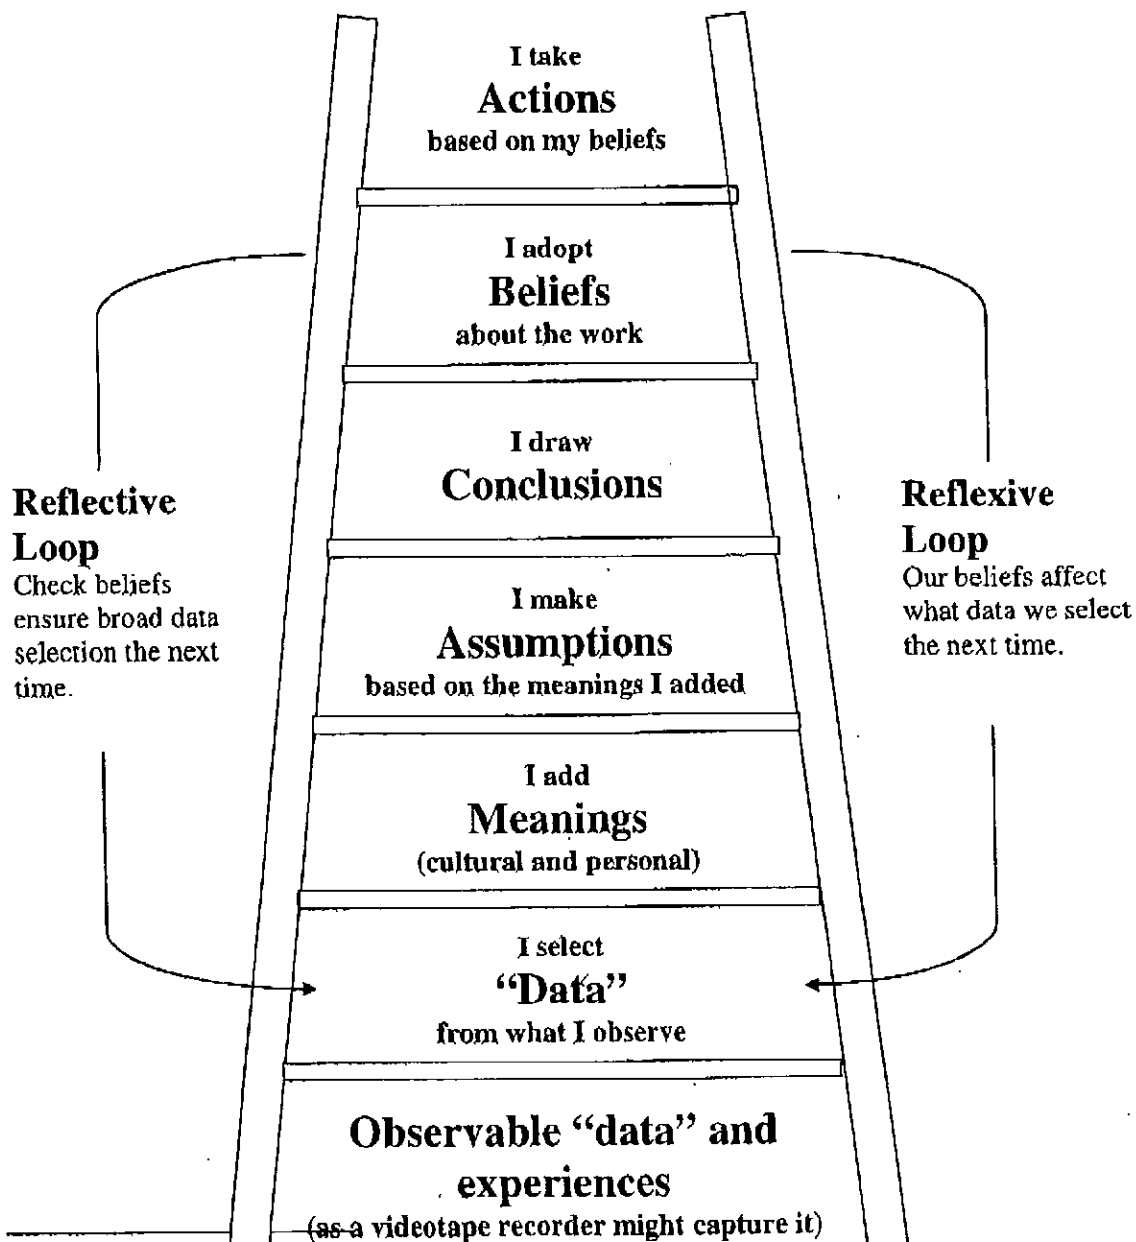 I take
Actions
based on my beliefs
I adopt
Beliefs
about the work
I draw
Conclusions
Reflective
Loop
Check beliefs
ensure broad data
selection the next
time.
Reflexive
Loop
Our beliefs affect
what data we select
the next time.
I make
Assumptions
based on the meanings I added
I add
Meanings
(cultural and personal)
I select
“Data”
from what I observe
Observable “data” and
experiences
(as a videotape recorder might capture it)